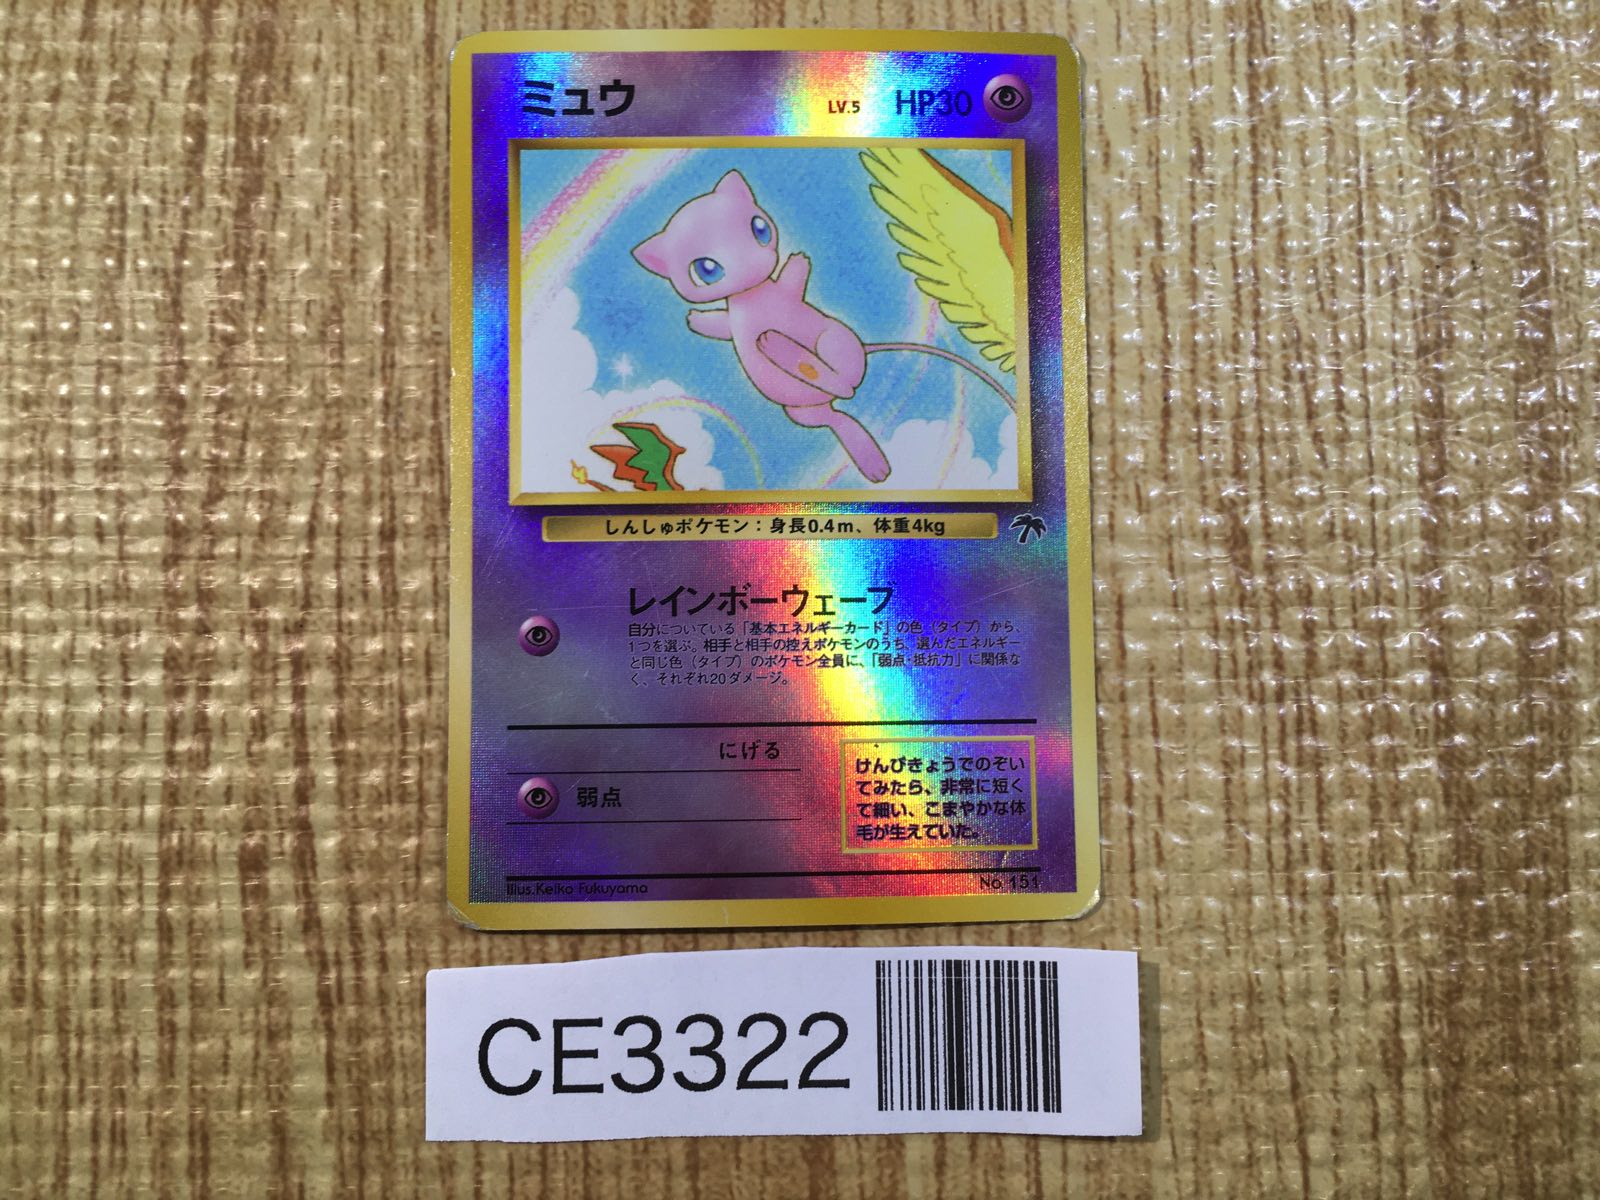 ミュウ LV.5 HP30
しんしゅポケモン：身長0.4m、体重4kg
レインボーウェーブ
自分についている「基本エネルギーカード」の色（タイプ）から、
1つを選ぶ。相手と相手の控えポケモンのうち、選んだエネルギー
と同じ色（タイプ）のポケモン全員に、「弱点・抵抗力」に関係な
く、それぞれ20ダメージ。
にげる
弱点
けんびきょうでのぞい
てみたら、非常に短く
て細い、こまやかな体
毛が生えていた。
Illus.Keiko Fukuyama
No.151
CE3322